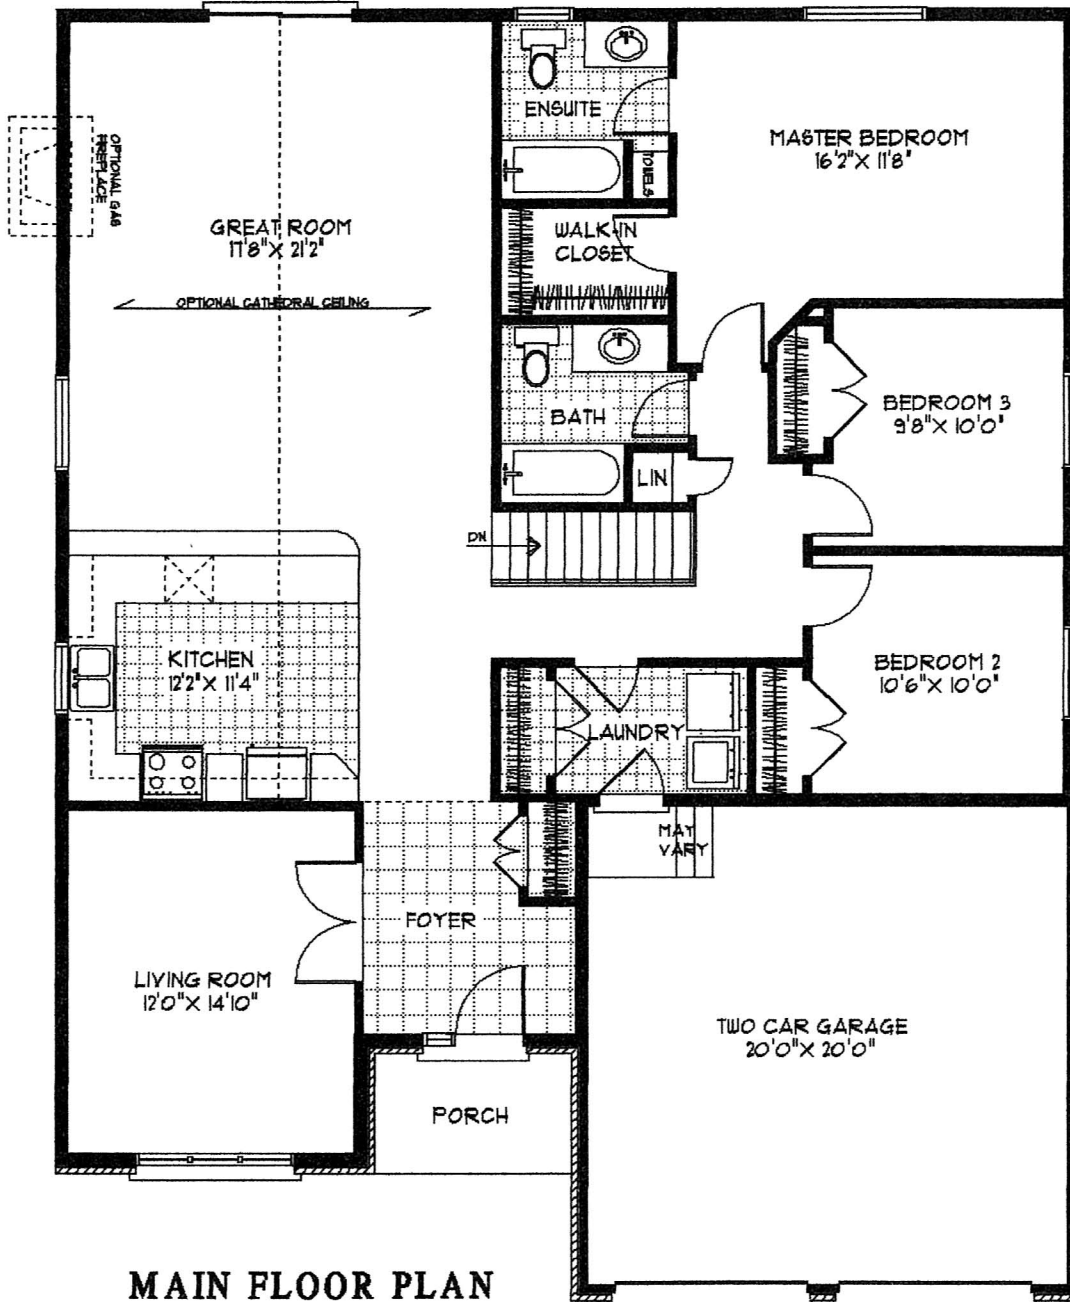 ENSUITE
TOWELS
MASTER BEDROOM
16'2" X 11'8"
OPTIONAL GAS
FIREPLACE
GREAT ROOM
17'8" X 21'2"
WALK-IN
CLOSET
OPTIONAL CATHEDRAL CEILING
BATH
BEDROOM 3
9'8" X 10'0"
LIN
DN
KITCHEN
12'2" X 11'4"
BEDROOM 2
10'6" X 10'0"
LAUNDRY
MAY
VARY
FOYER
LIVING ROOM
12'0" X 14'10"
TWO CAR GARAGE
20'0" X 20'0"
PORCH
MAIN FLOOR PLAN